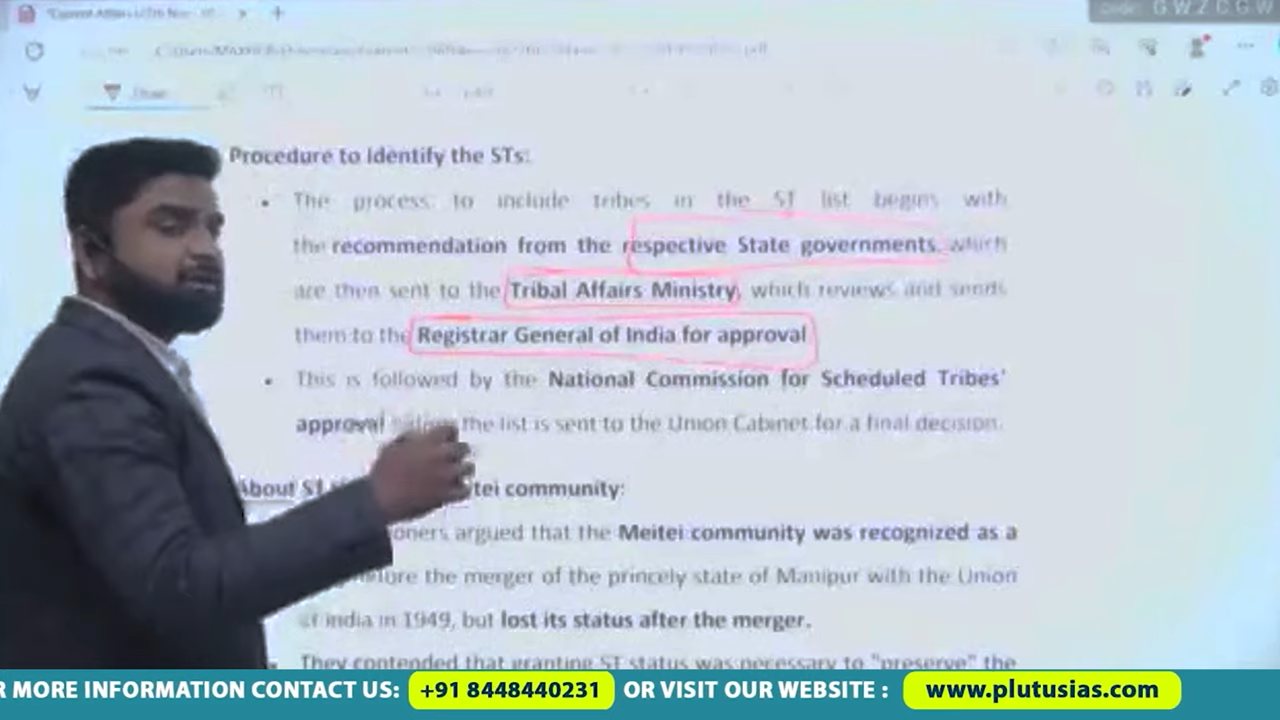 Procedure to Identify the STs:
• The process to include tribes in the ST list begins with
the recommendation from the respective State governments, which
are then sent to the Tribal Affairs Ministry, which reviews and sends
them to the Registrar General of India for approval
• This is followed by the National Commission for Scheduled Tribes'
approval the list is sent to the Union Cabinet for a final decision.
About ST tei community:
oners argued that the Meitei community was recognized as a
the merger of the princely state of Manipur with the Union
of India in 1949, but lost its status after the merger.
They contended that granting ST status was necessary to "preserve" the
R MORE INFORMATION CONTACT US: +91 8448440231 OR VISIT OUR WEBSITE : www.plutusias.com